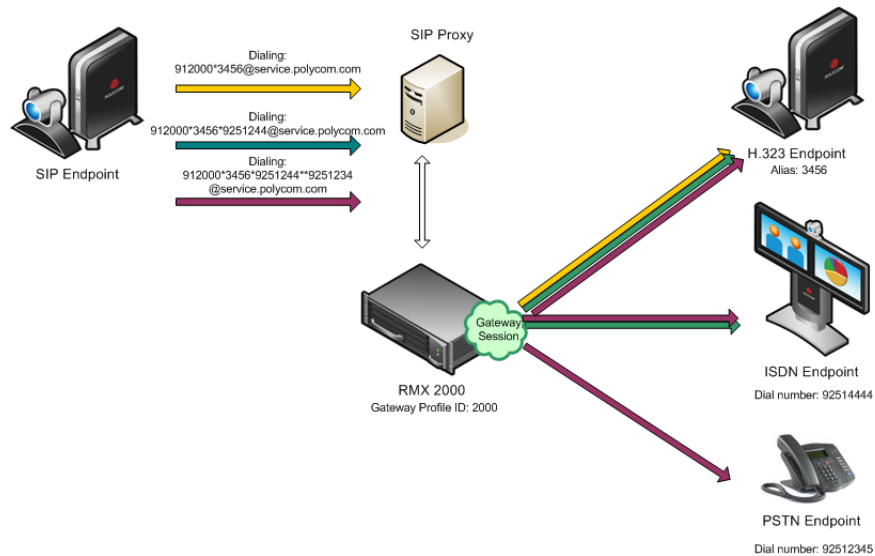 SIP Proxy
Dialing:
912000*3456@service.polycom.com
Dialing:
912000*3456*9251244@service.polycom.com
Dialing:
912000*3456*9251244**9251234
@service.polycom.com
SIP Endpoint
POLYCOM
POLYCOM
H.323 Endpoint
Alias: 3456
Gateway
Session
RMX 2000
Gateway Profile ID: 2000
ISDN Endpoint
Dial number: 92514444
PSTN Endpoint
Dial number: 92512345